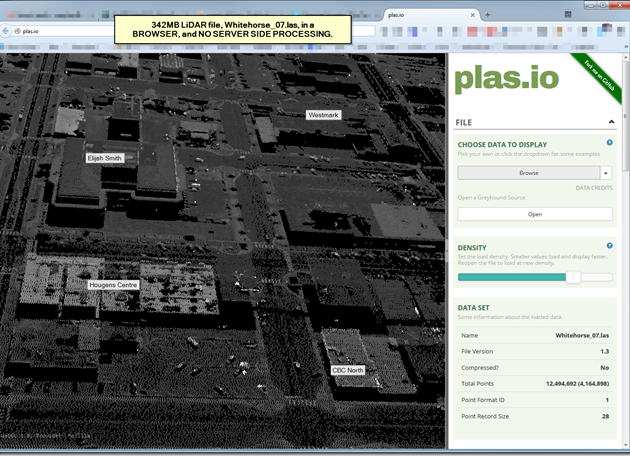 342MB LiDAR file, Whitehorse_07.las, in a
BROWSER, and NO SERVER SIDE PROCESSING.
plas.io
plas.io
Fork me on GitHub
plas.io
Westmark
Elijah Smith
Hougens Centre
CBC North
FILE
CHOOSE DATA TO DISPLAY
Pick your own or click the dropdown for some examples
Browse
DATA CREDITS
Open a Greyhound Source
Open
DENSITY
Set the load density. Smaller values load and display faster.
Reopen the file to load at new density.
DATA SET
Some information about the loaded data.
Name Whitehorse_07.las
File Version 1.3
Compressed? No
Total Points 12,494,692 (4,164,898)
Point Format ID 1
Point Record Size 28